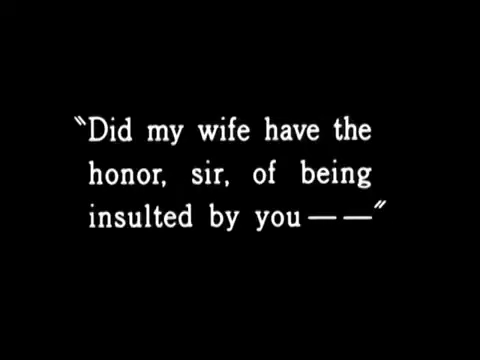 "Did my wife have the
honor, sir, of being
insulted by you — —"